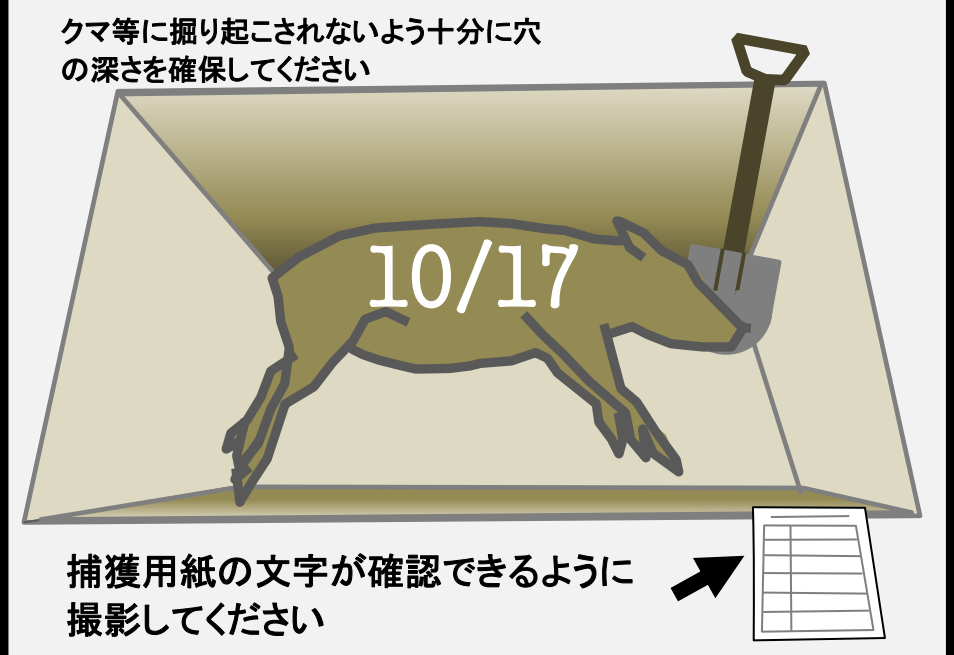 クマ等に掘り起こされないよう十分に穴
の深さを確保してください
10/17
捕獲用紙の文字が確認できるように
撮影してください